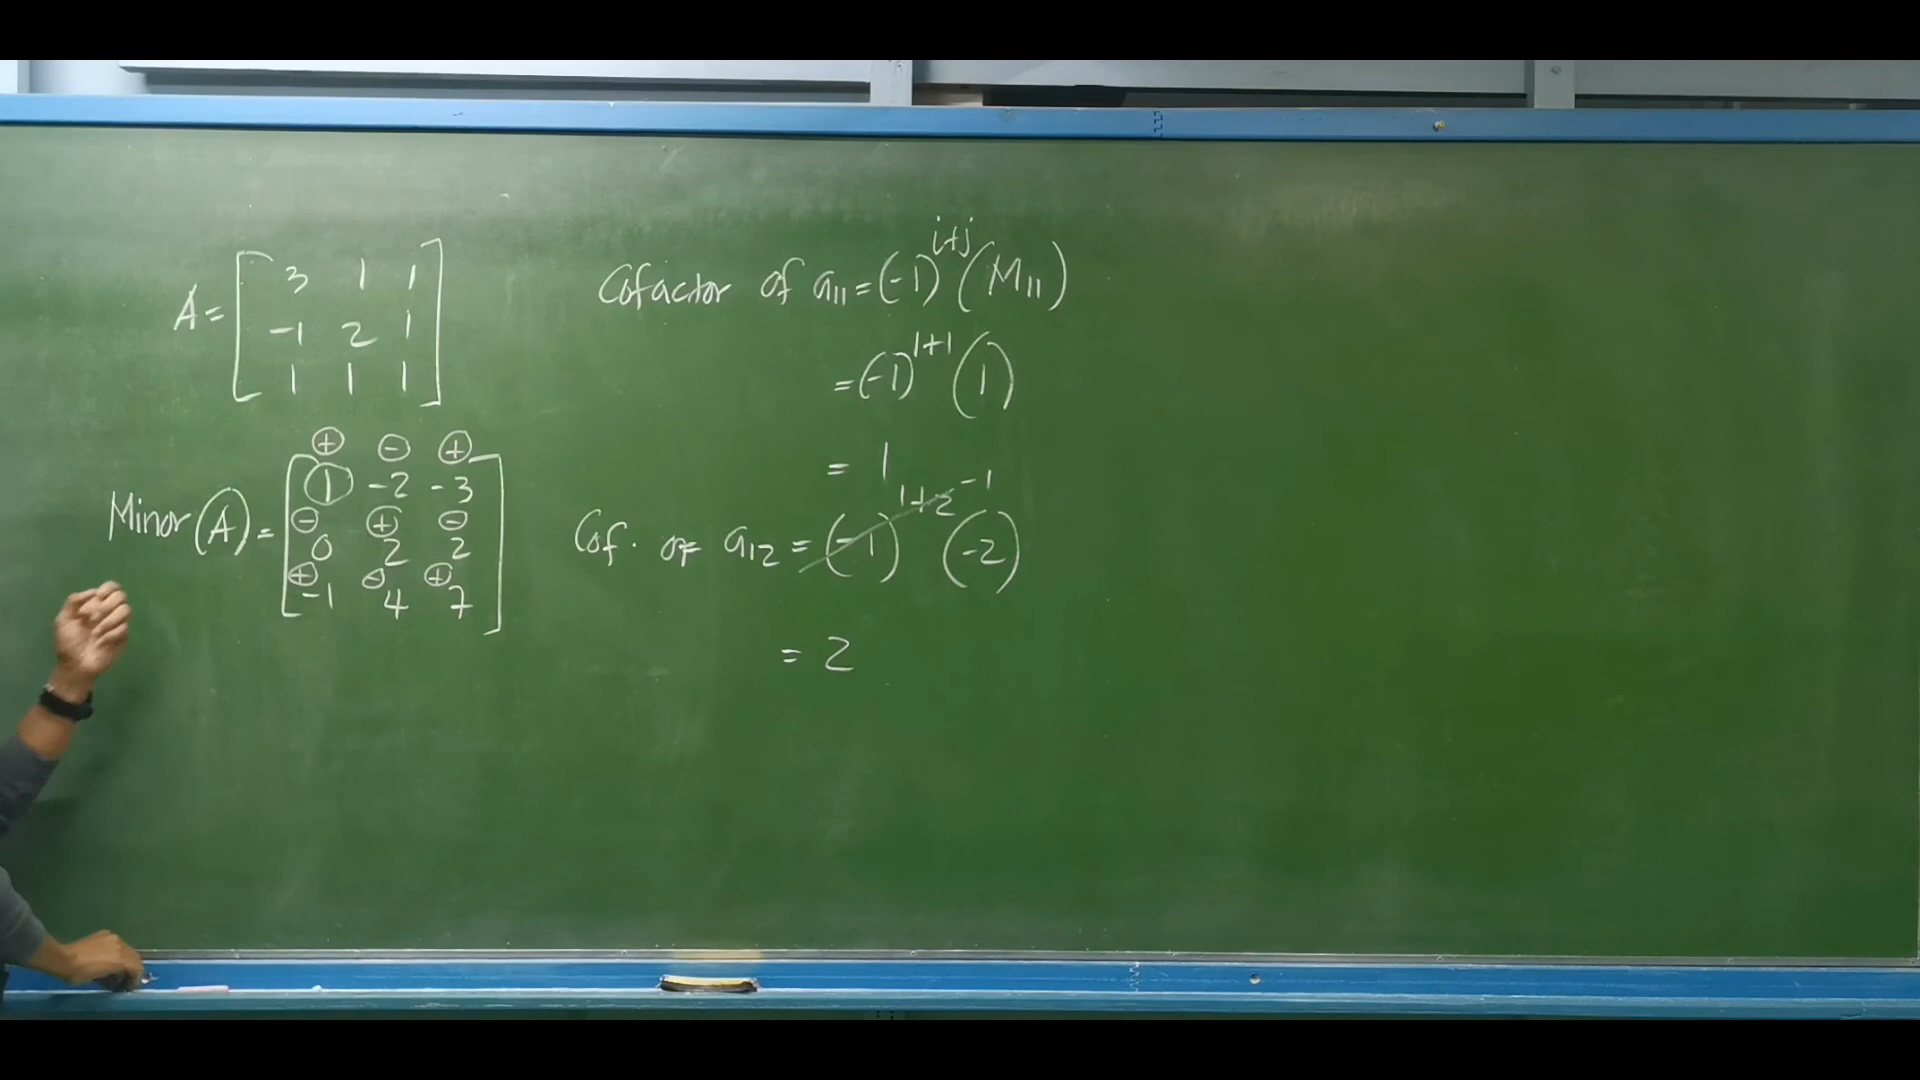 A = [ 3 1 1
-1 2 1
1 1 1 ]
⊕ ⊖ ⊕
Minor (A) = [ 1 -2 -3
⊖ ⊕ ⊖
0 2 2
⊕ ⊖ ⊕
-1 4 7 ]
Cofactor of a11 = (-1)^i+j (M11)
= (-1)^1+1 (1)
= 1
Cof. of a12 = (-1)^1+2 -1 (-2)
= 2